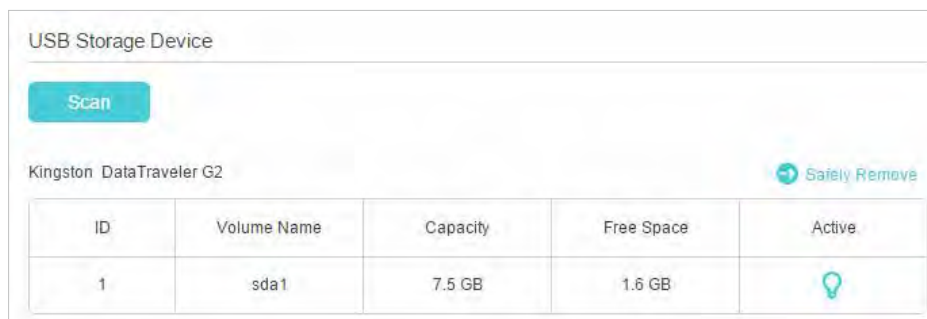 USB Storage Device
Scan
Kingston DataTraveler G2
Safely Remove
ID Volume Name Capacity Free Space Active
1 sda1 7.5 GB 1.6 GB